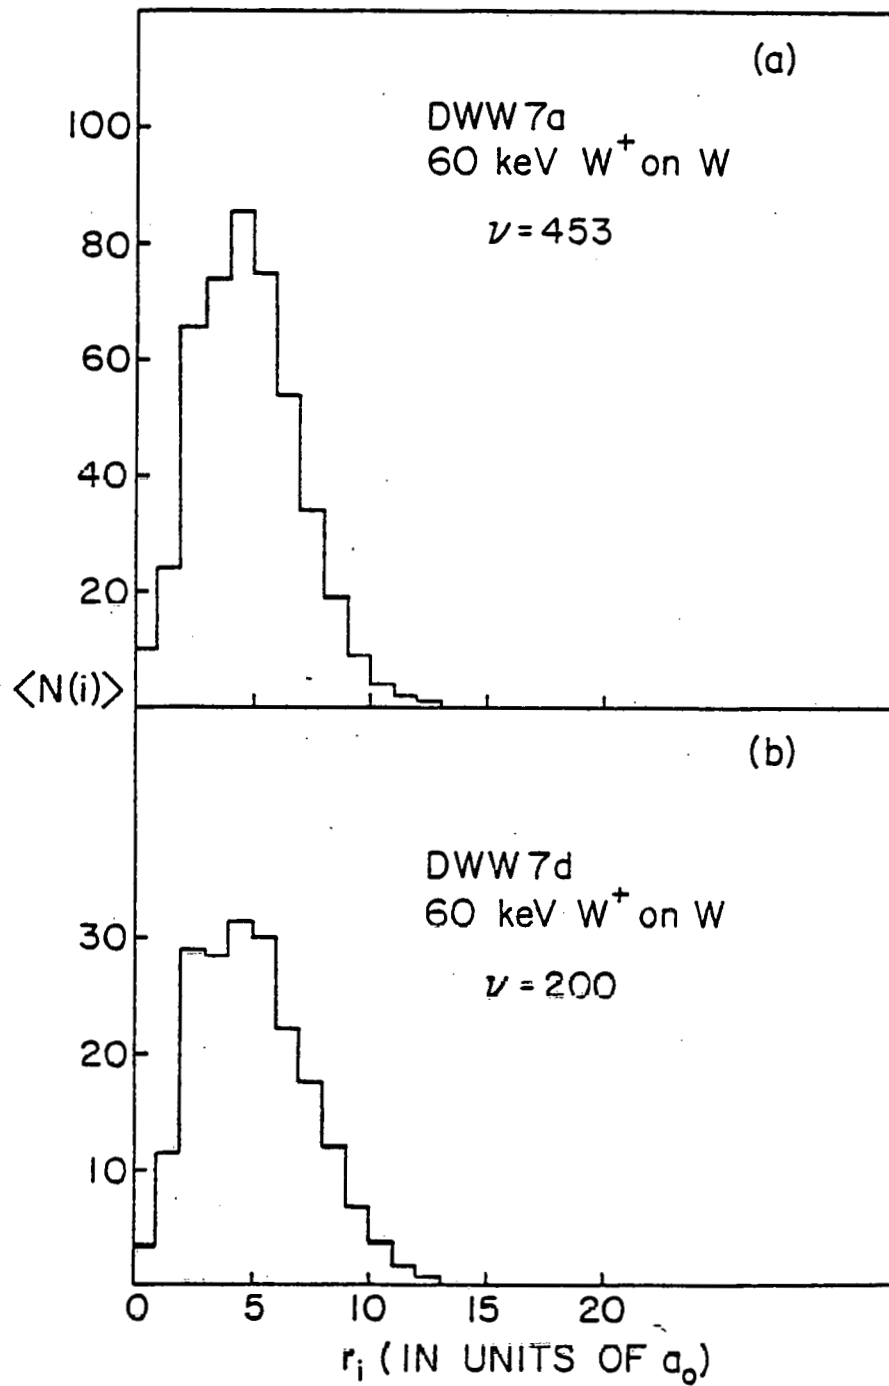 (a)
DWW 7a
60 keV W⁺ on W
ν = 453
100
80
60
40
20
⟨N(i)⟩
(b)
DWW 7d
60 keV W⁺ on W
ν = 200
30
20
10
0 5 10 15 20
rᵢ (IN UNITS OF a₀)